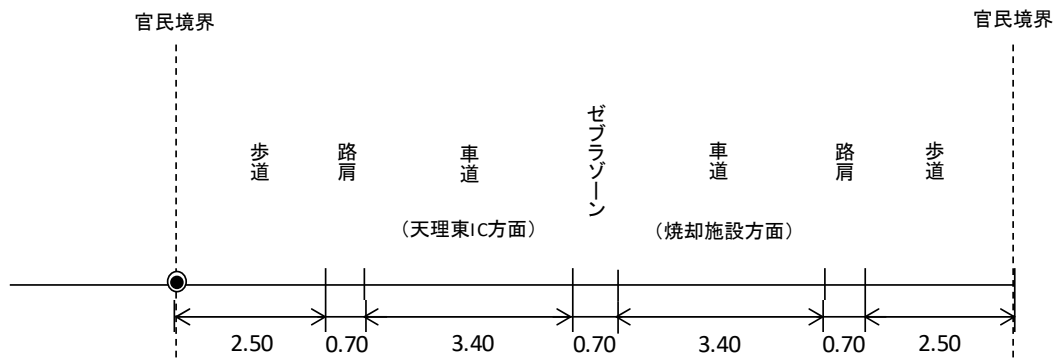 官民境界
官民境界
歩道
路肩
車道
ゼブラゾーン
車道
路肩
歩道
（天理東IC方面）
（焼却施設方面）
2.50
0.70
3.40
0.70
3.40
0.70
2.50